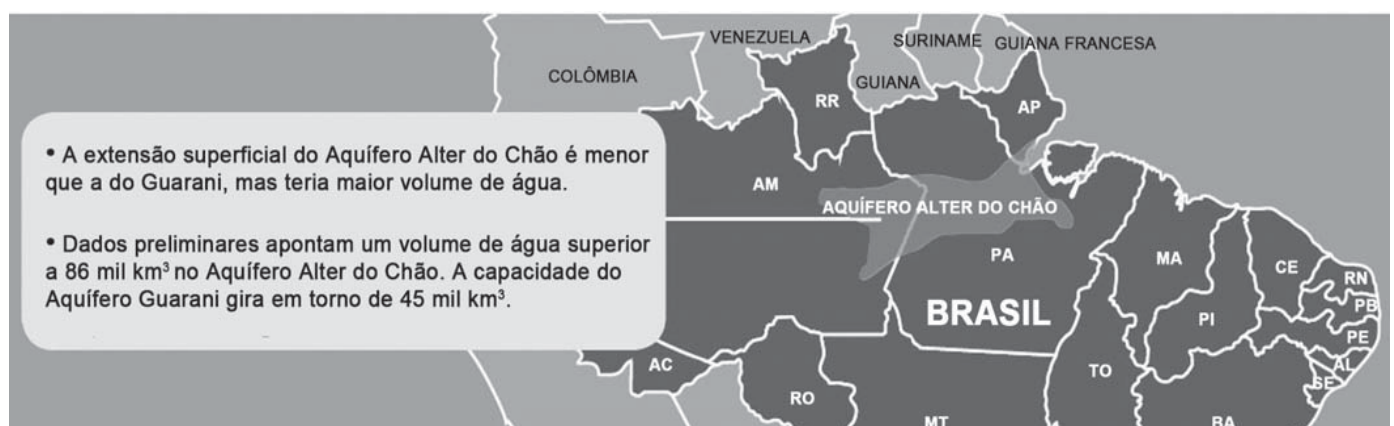 VENEZUELA
SURINAME
GUIANA FRANCESA
COLÔMBIA
GUIANA
RR
AP
• A extensão superficial do Aquífero Alter do Chão é menor
que a do Guarani, mas teria maior volume de água.
AM
AQUÍFERO ALTER DO CHÃO
• Dados preliminares apontam um volume de água superior
a 86 mil km³ no Aquífero Alter do Chão. A capacidade do
Aquífero Guarani gira em torno de 45 mil km³.
PA
MA
CE
RN
PB
BRASIL
PI
PE
AC
TO
AL
SE
RO
MT
BA